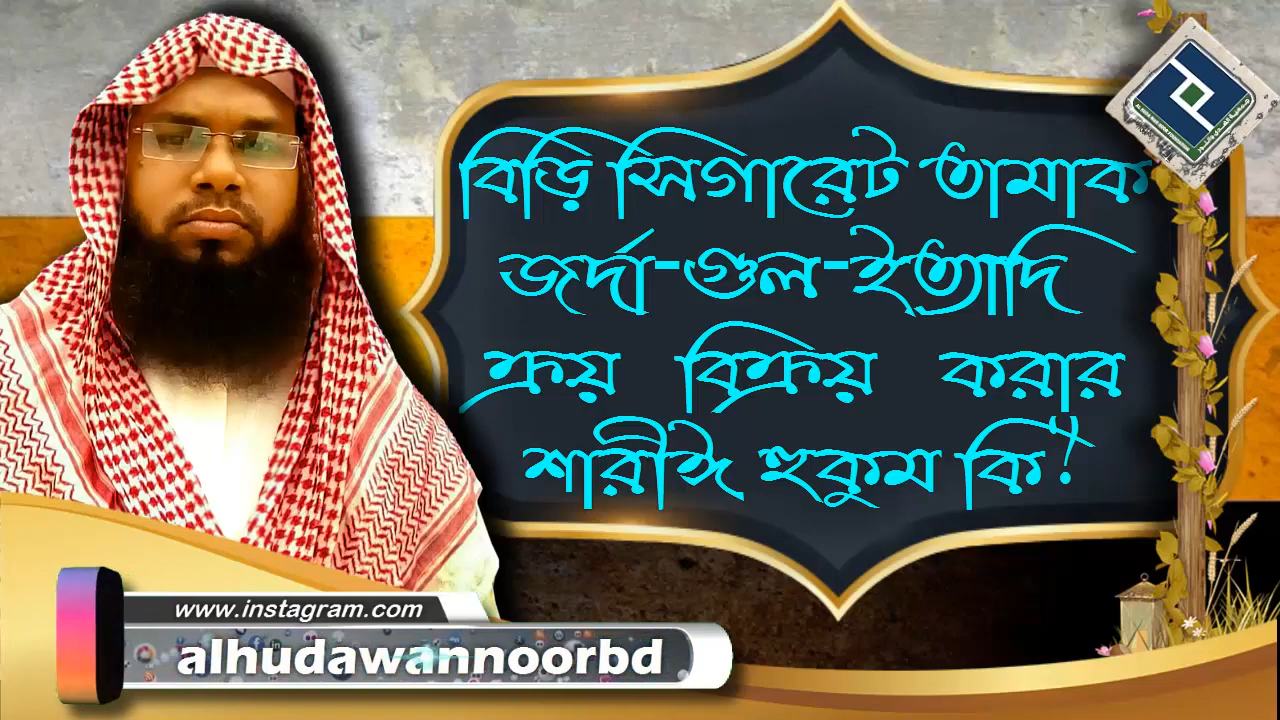 বিড়ি সিগারেট তামাক
জর্দা-গুল-ইত্যাদি
ক্রয় বিক্রয় করার
শারীঈ হুকুম কি?
www.instagram.com
alhudawannoorbd